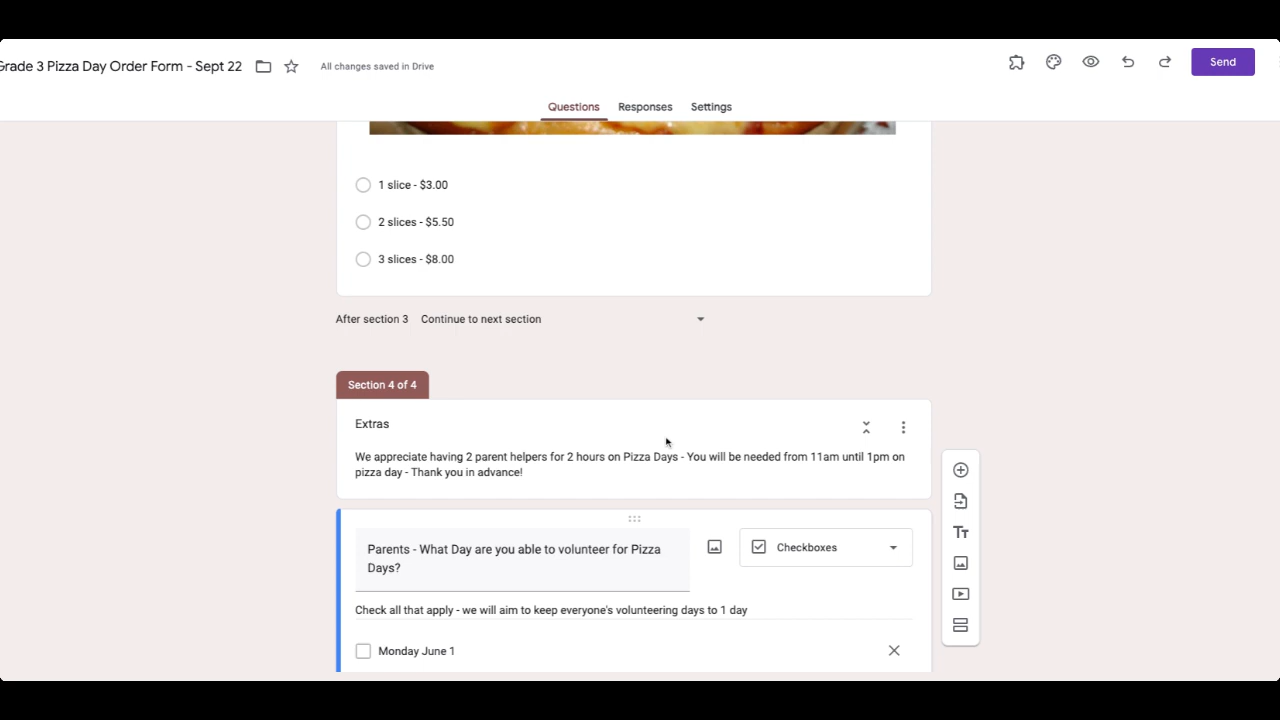 Grade 3 Pizza Day Order Form - Sept 22
All changes saved in Drive
Send
Questions
Responses
Settings
1 slice - $3.00
2 slices - $5.50
3 slices - $8.00
After section 3
Continue to next section
Section 4 of 4
Extras
We appreciate having 2 parent helpers for 2 hours on Pizza Days - You will be needed from 11am until 1pm on
pizza day - Thank you in advance!
Parents - What Day are you able to volunteer for Pizza
Days?
Checkboxes
Check all that apply - we will aim to keep everyone's volunteering days to 1 day
Monday June 1
Tт